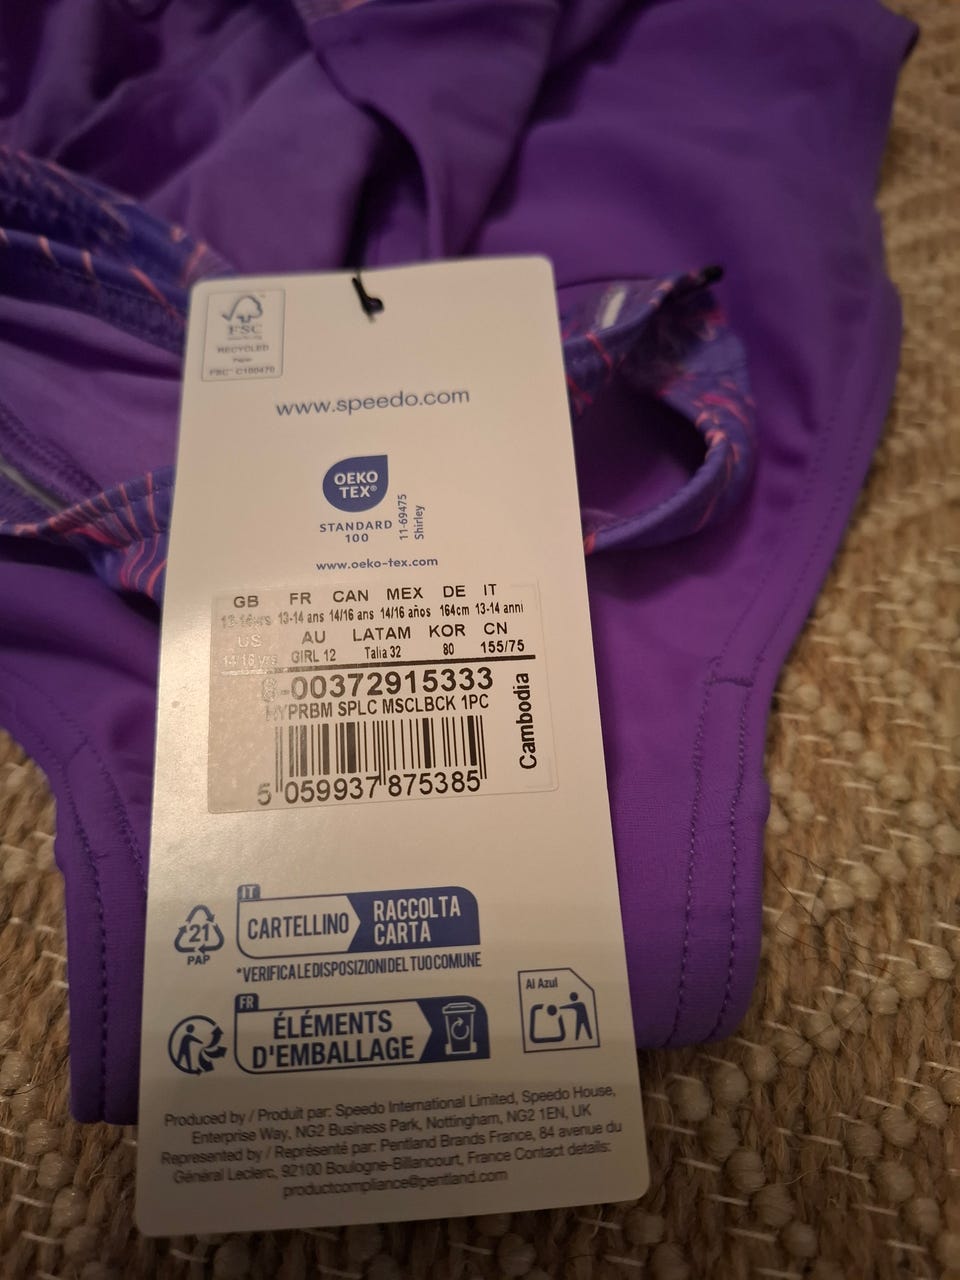 FSC
RECYCLED
Paper
FSC® C100470
www.speedo.com
OEKO
TEX®
STANDARD
100
11-69475
Shirley
www.oeko-tex.com
GB FR CAN MEX DE IT
13-14yrs 13-14 ans 14/16 ans 14/16 años 164cm 13-14 anni
US AU LATAM KOR CN
14/16 yrs GIRL 12 Talia 32 80 155/75
8-00372915333
HYPRBM SPLC MSCLBCK 1PC
Cambodia
5 059937 875385
IT
CARTELLINO RACCOLTA
CARTA
21
PAP
*VERIFICA LE DISPOSIZIONI DEL TUO COMUNE
FR
ÉLÉMENTS
D'EMBALLAGE
Al Azul
Produced by / Produit par: Speedo International Limited, Speedo House,
Enterprise Way, NG2 Business Park, Nottingham, NG2 1EN, UK
Represented by / Représenté par: Pentland Brands France, 84 avenue du
Général Leclerc, 92100 Boulogne-Billancourt, France Contact details:
productcompliance@pentland.com